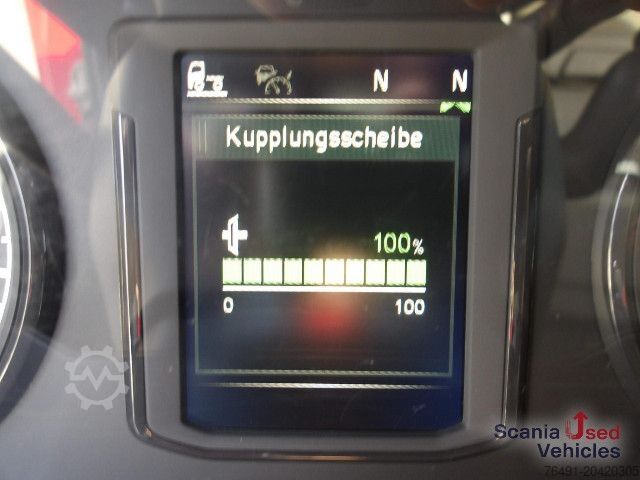 N N
Kupplungsscheibe
100%
0 100
Scania Used
Vehicles
76491-20420305